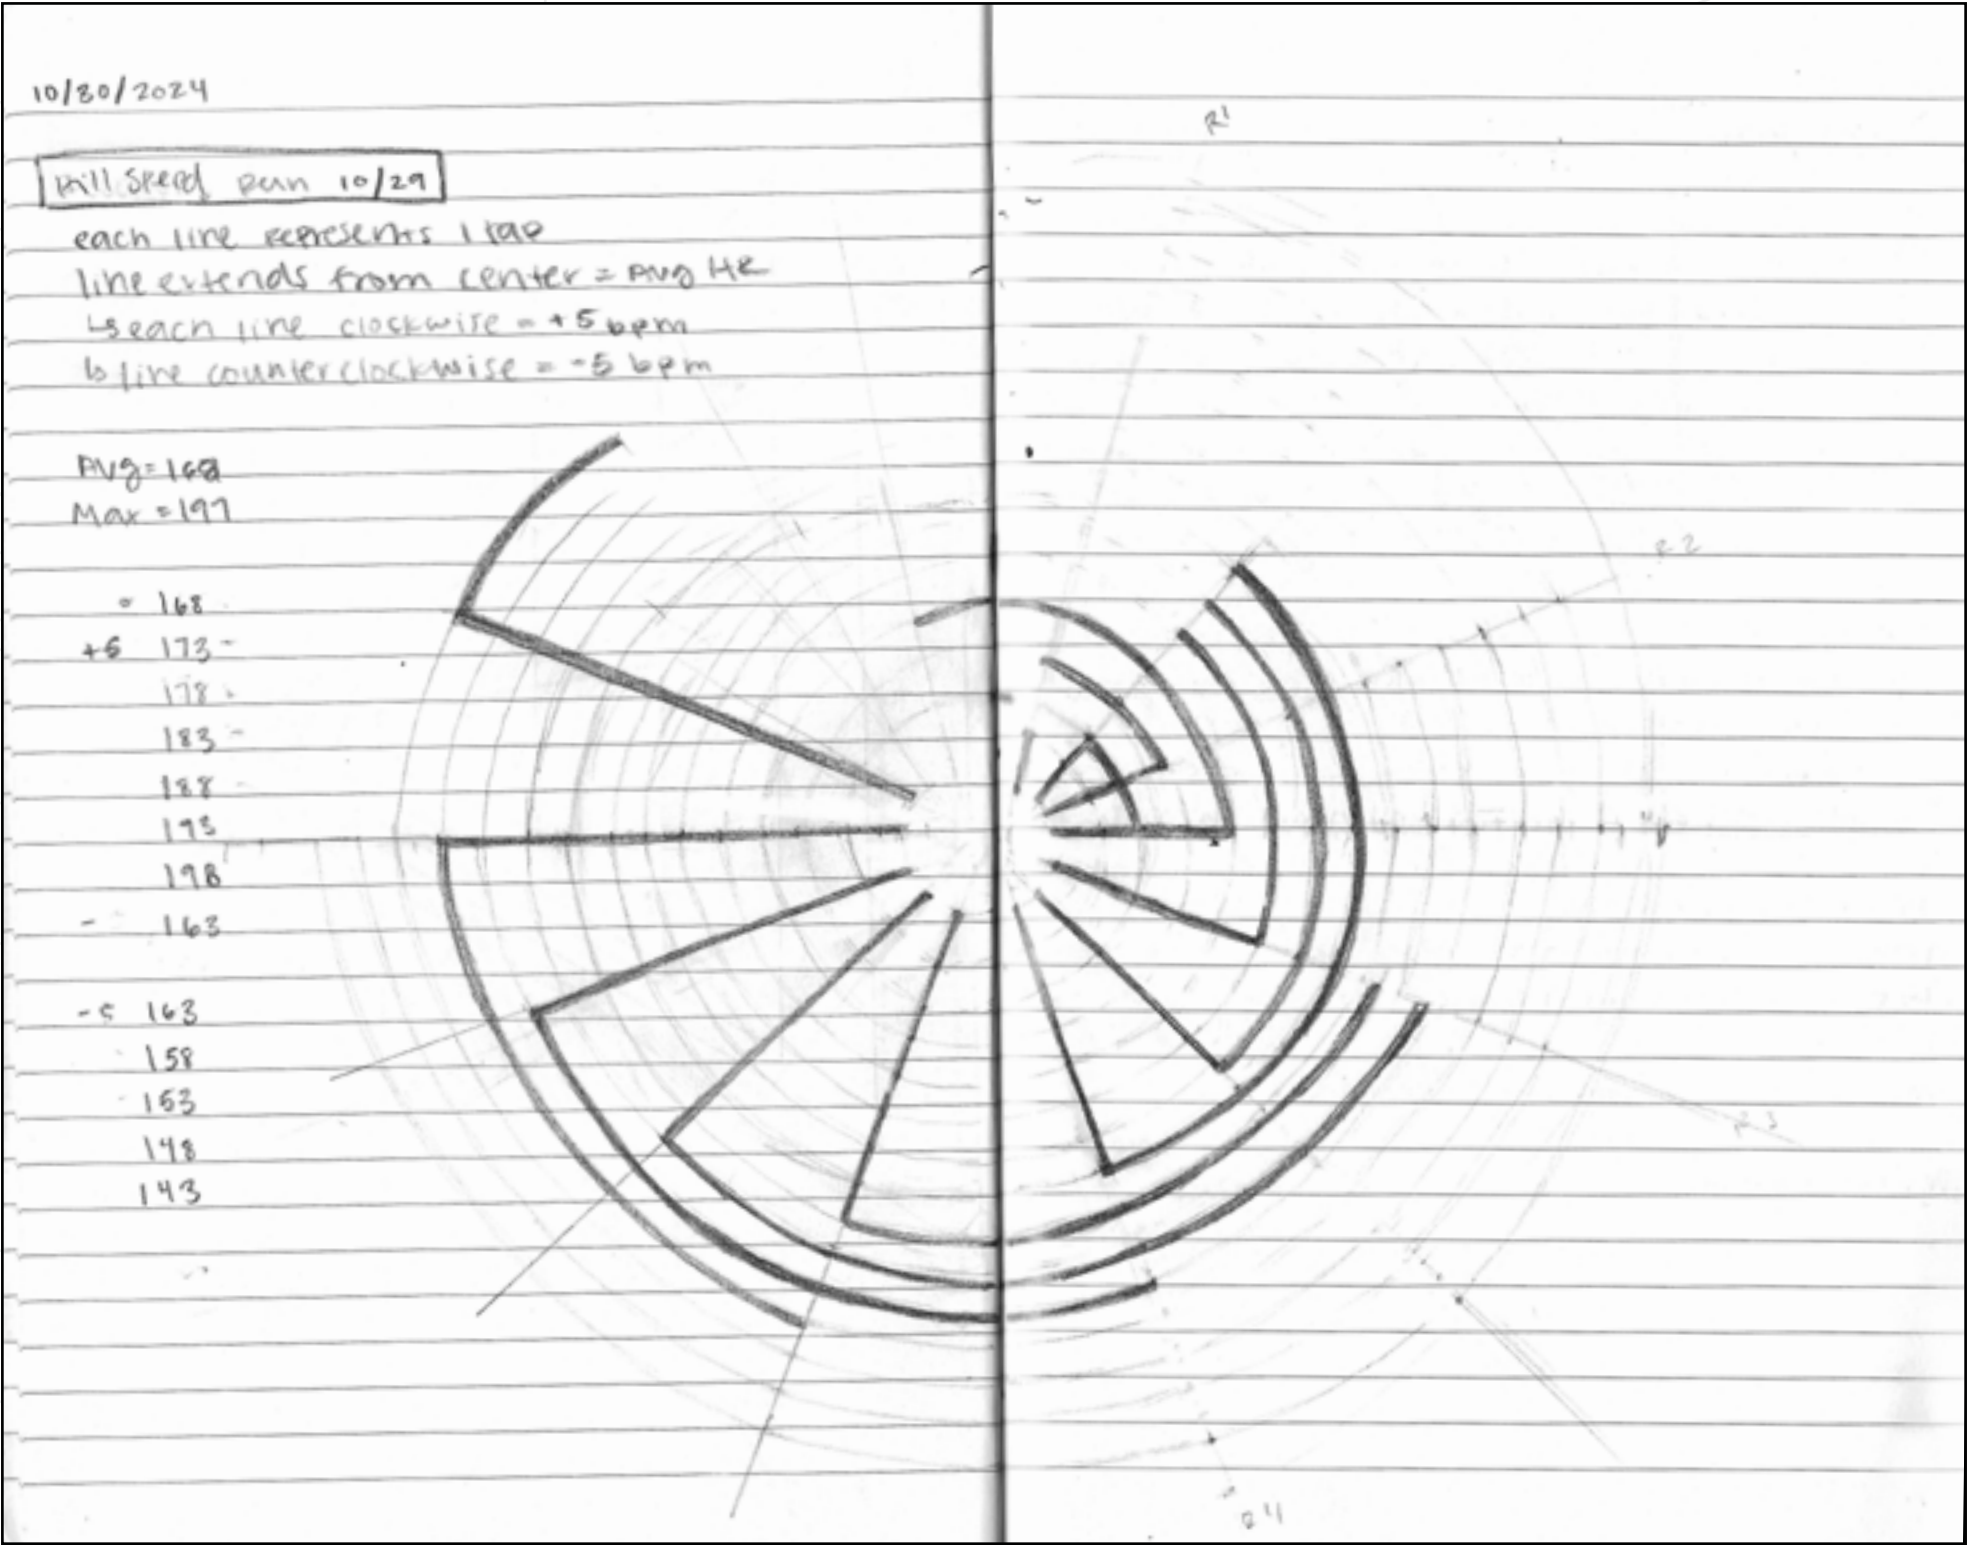 10/30/2024
Hill Speed Run 10/29
each line represents 1 lap
line extends from center = Avg HR
↳ each line clockwise = +5 bpm
↳ line counterclockwise = -5 bpm
Avg = 168
Max = 197
° 168
+5 173 -
178
183 -
188 -
193
198
- 163
-5 163
158
153
148
143
R1
R2
R3
R4